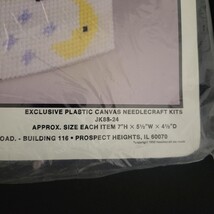 EXCLUSIVE PLASTIC CANVAS NEEDLECRAFT KITS
JK88-24
APPROX. SIZE EACH ITEM 7"H X 5½"W X 4½"D
OAD. - BUILDING 116 • PROSPECT HEIGHTS, IL 60070